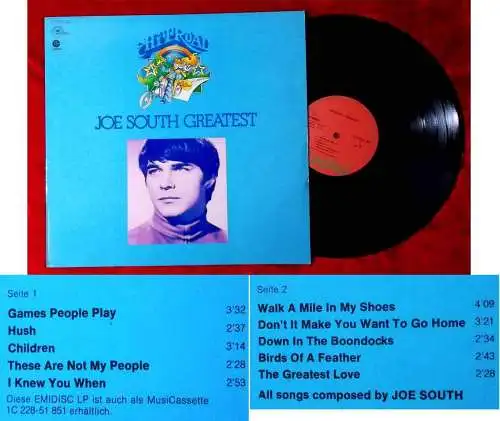 HIT ROAD
JOE SOUTH GREATEST
Seite 1
Games People Play 3'32
Hush 2'37
Children 3'14
These Are Not My People 2'28
I Knew You When 2'53
Diese EMIDISC LP ist auch als MusiCassette
1C 228-51 851 erhältlich.
Seite 2
Walk A Mile in My Shoes 4'09
Don't It Make You Want To Go Home 3'21
Down In The Boondocks 2'34
Birds Of A Feather 2'43
The Greatest Love 2'28
All songs composed by JOE SOUTH